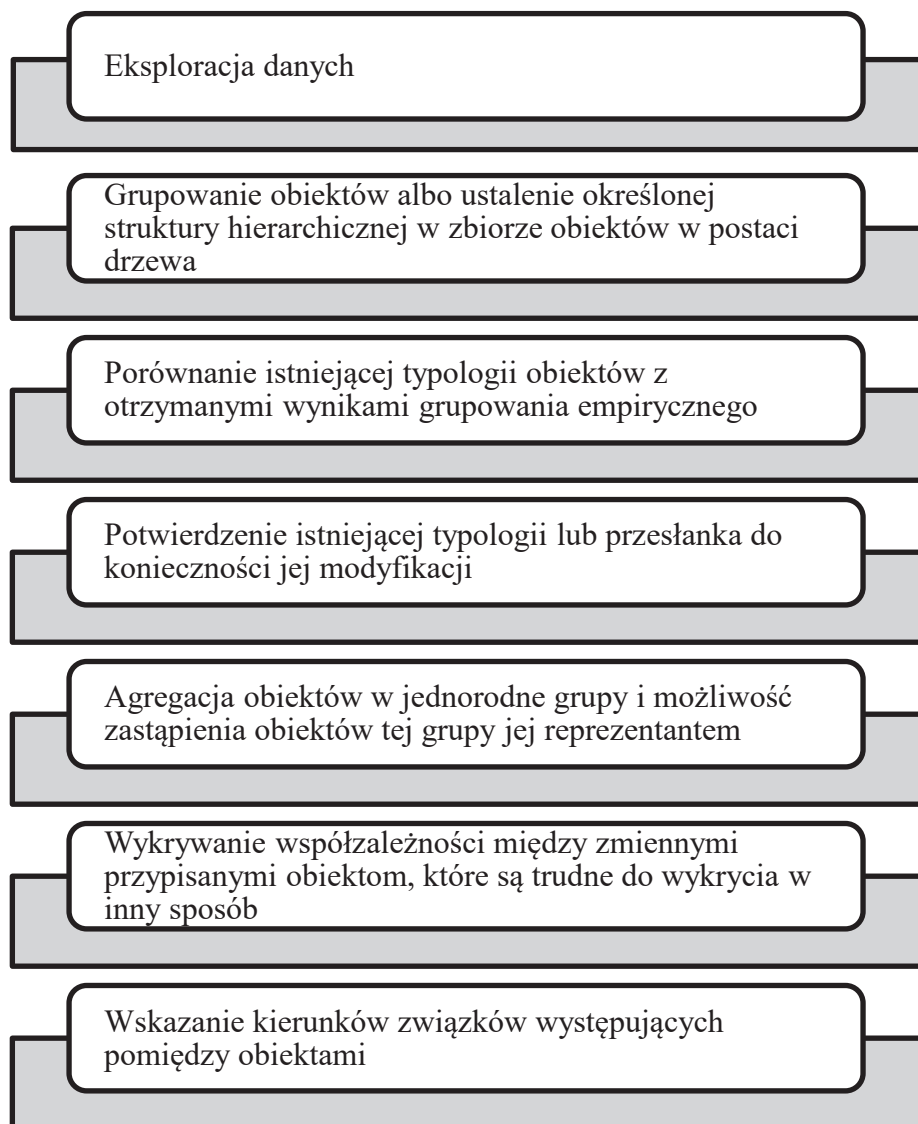 Eksploracja danych
Grupowanie obiektów albo ustalenie określonej
struktury hierarchicznej w zbiorze obiektów w postaci
drzewa
Porównanie istniejącej typologii obiektów z
otrzymanymi wynikami grupowania empirycznego
Potwierdzenie istniejącej typologii lub przesłanka do
konieczności jej modyfikacji
Agregacja obiektów w jednorodne grupy i możliwość
zastąpienia obiektów tej grupy jej reprezentantem
Wykrywanie współzależności między zmiennymi
przypisanymi obiektom, które są trudne do wykrycia w
inny sposób
Wskazanie kierunków związków występujących
pomiędzy obiektami